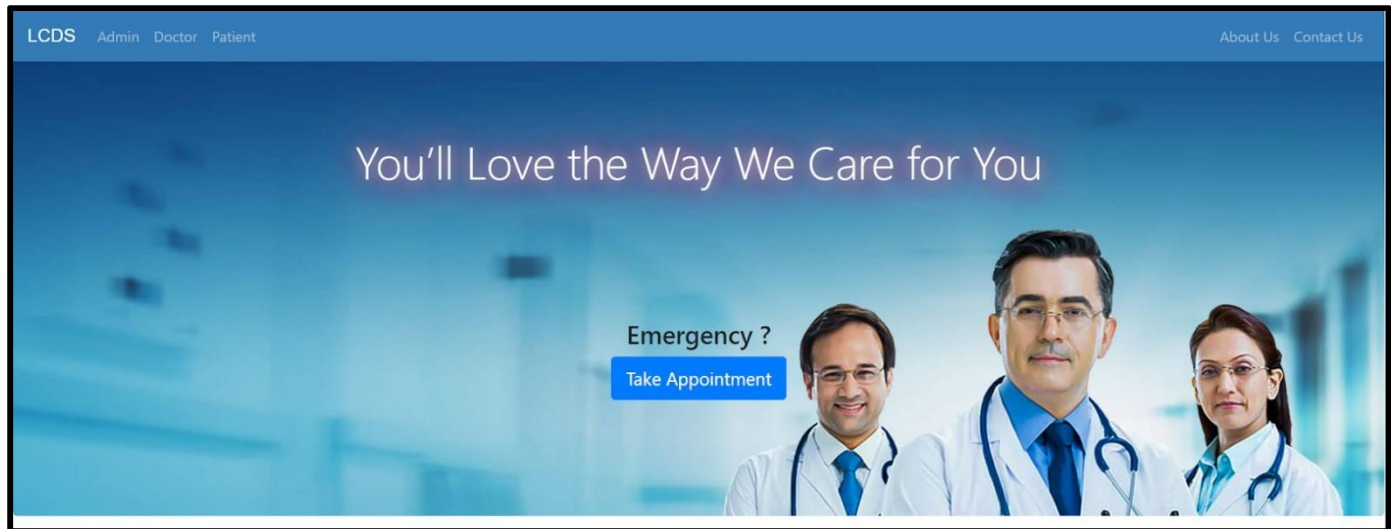 LCDS Admin Doctor Patient About Us Contact Us
You’ll Love the Way We Care for You
Emergency ?
Take Appointment